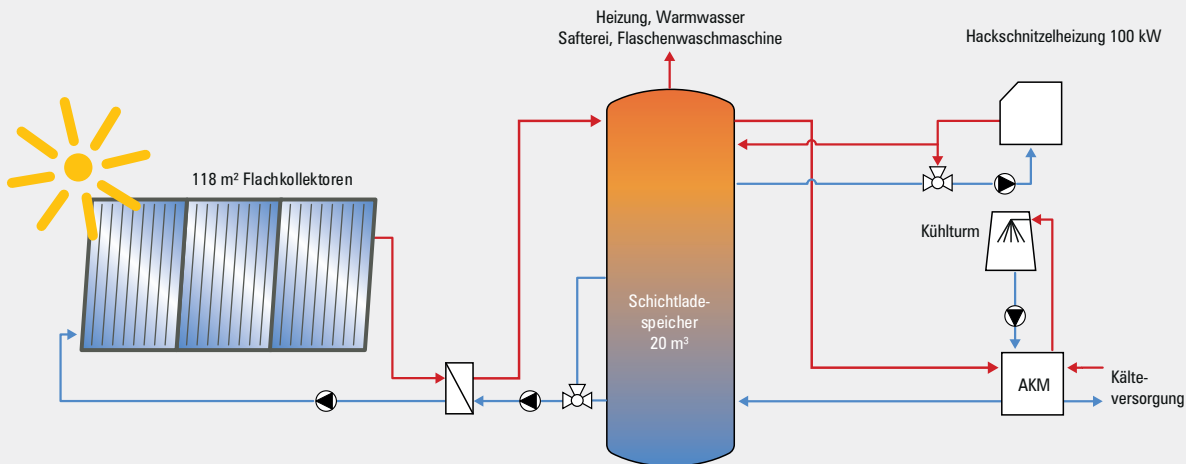 Heizung, Warmwasser
Safterei, Flaschenwaschmaschine
Hackschnitzelheizung 100 kW
118 m² Flachkollektoren
Kühlturm
Schichtlade-
speicher
20 m³
AKM
Kälte-
versorgung